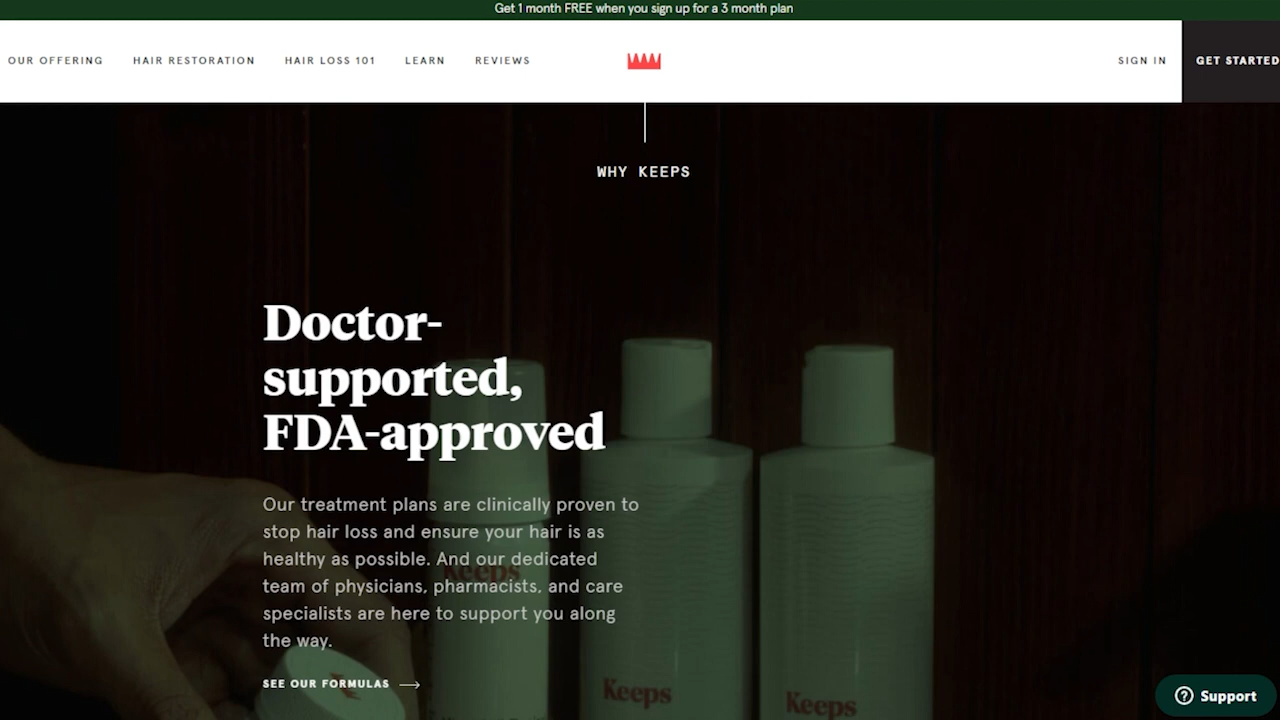 Get 1 month FREE when you sign up for a 3 month plan
OUR OFFERING HAIR RESTORATION HAIR LOSS 101 LEARN REVIEWS SIGN IN GET STARTED
WHY KEEPS
Doctor-
supported,
FDA-approved
Our treatment plans are clinically proven to
stop hair loss and ensure your hair is as
healthy as possible. And our dedicated
team of physicians, pharmacists, and care
specialists are here to support you along
the way.
SEE OUR FORMULAS
Keeps
Keeps
Keeps
Support